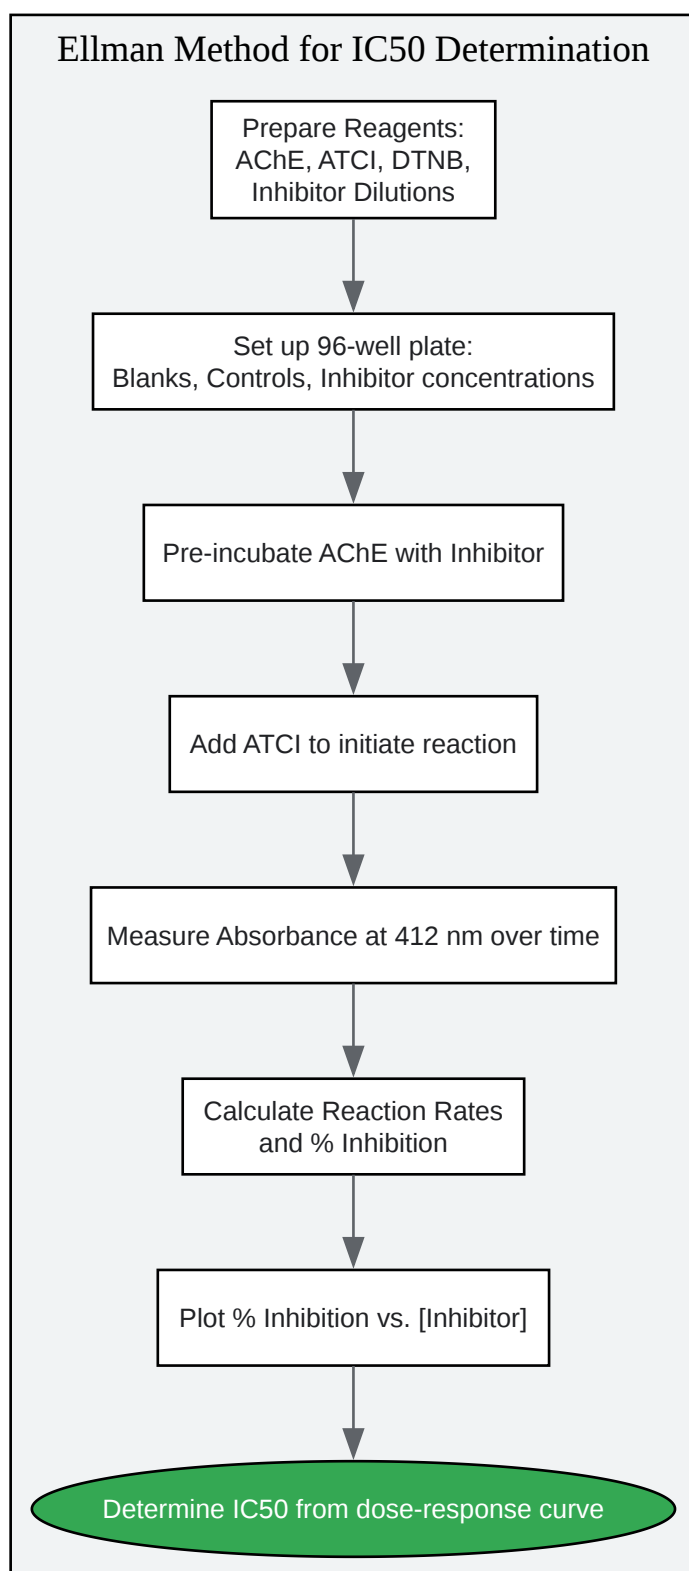 Ellman Method for IC50 Determination
Prepare Reagents:
AChE, ATCI, DTNB,
Inhibitor Dilutions
Set up 96-well plate:
Blanks, Controls, Inhibitor concentrations
Pre-incubate AChE with Inhibitor
Add ATCI to initiate reaction
Measure Absorbance at 412 nm over time
Calculate Reaction Rates
and % Inhibition
Plot % Inhibition vs. [Inhibitor]
Determine IC50 from dose-response curve